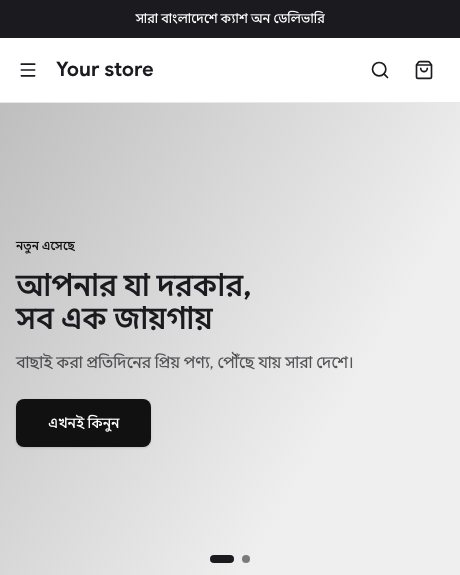 সারা বাংলাদেশে ক্যাশ অন ডেলিভারি
Your store
নতুন এসেছে
আপনার যা দরকার,
সব এক জায়গায়
বাছাই করা প্রতিদিনের প্রিয় পণ্য, পৌঁছে যায় সারা দেশে।
এখনই কিনুন